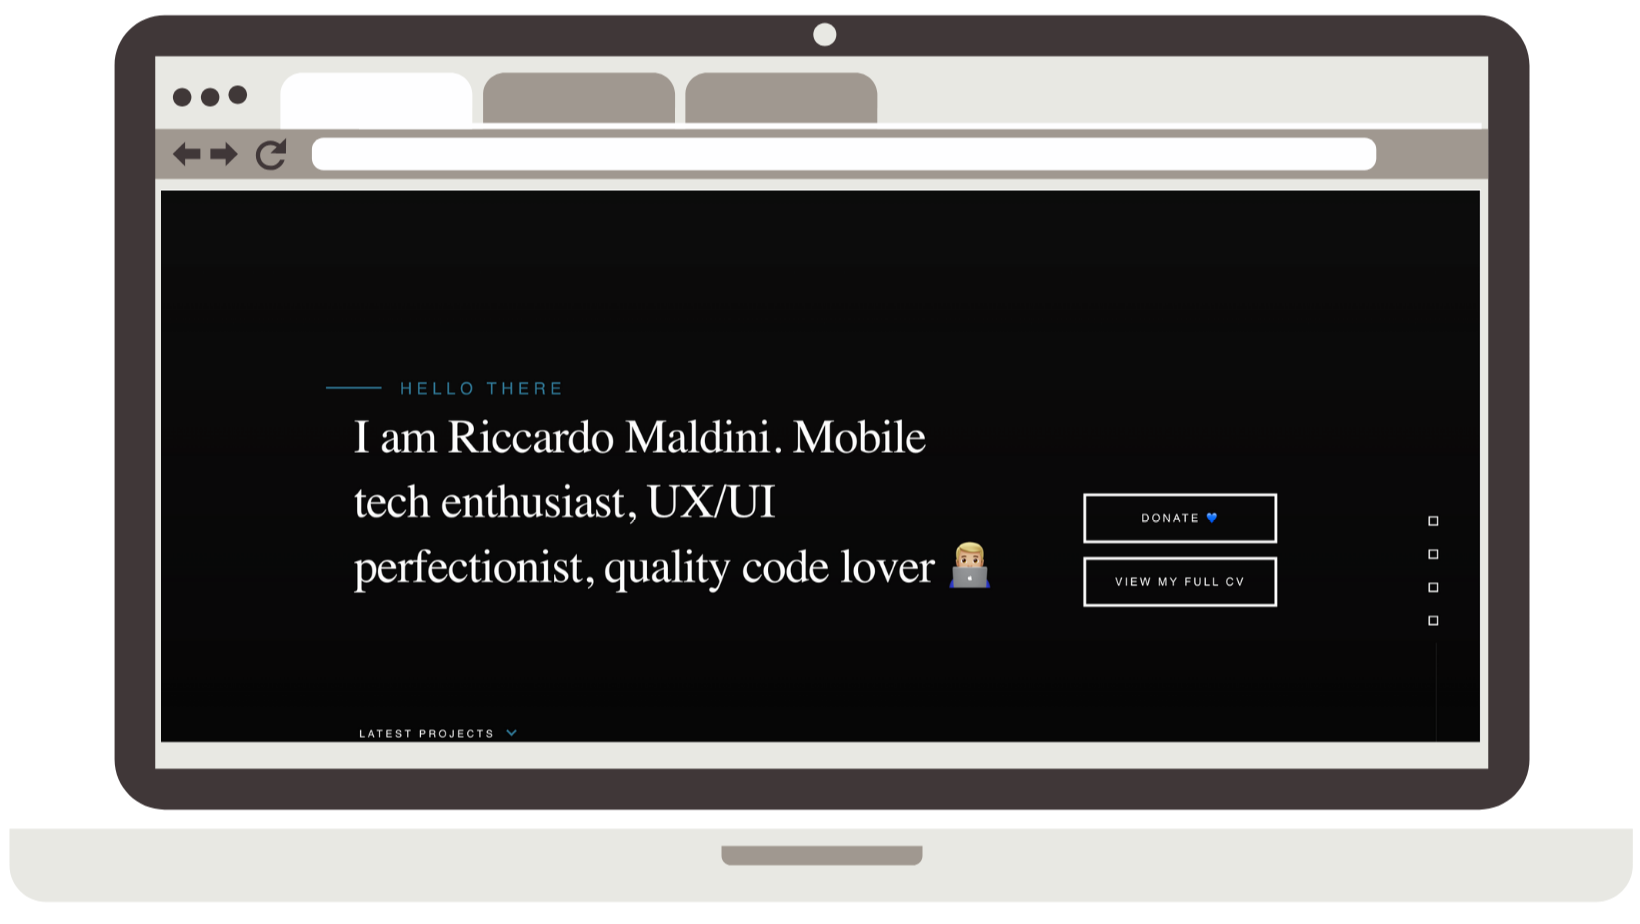 HELLO THERE
I am Riccardo Maldini. Mobile
tech enthusiast, UX/UI
perfectionist, quality code lover 👨🏼‍💻
DONATE 💙
VIEW MY FULL CV
LATEST PROJECTS